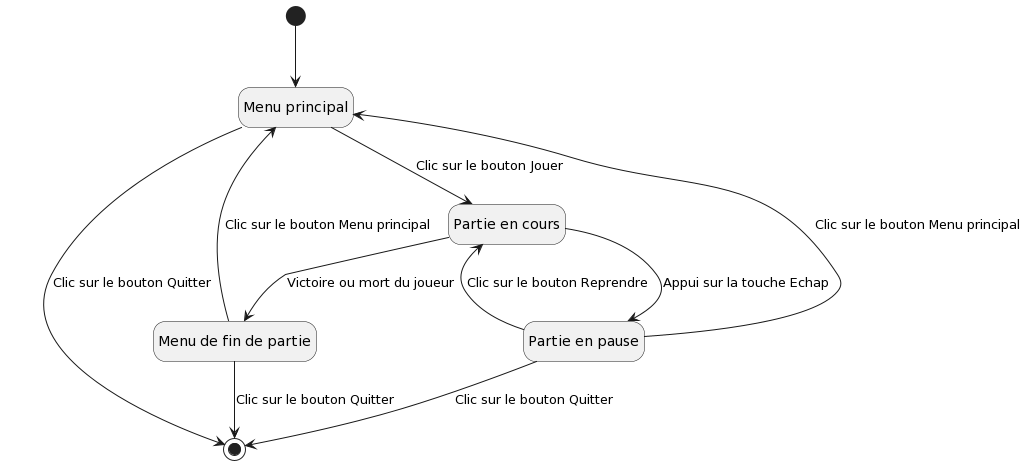 Menu principal
Clic sur le bouton Jouer
Partie en cours
Clic sur le bouton Menu principal
Clic sur le bouton Menu principal
Clic sur le bouton Quitter
Victoire ou mort du joueur
Clic sur le bouton Reprendre
Appui sur la touche Echap
Menu de fin de partie
Partie en pause
Clic sur le bouton Quitter
Clic sur le bouton Quitter